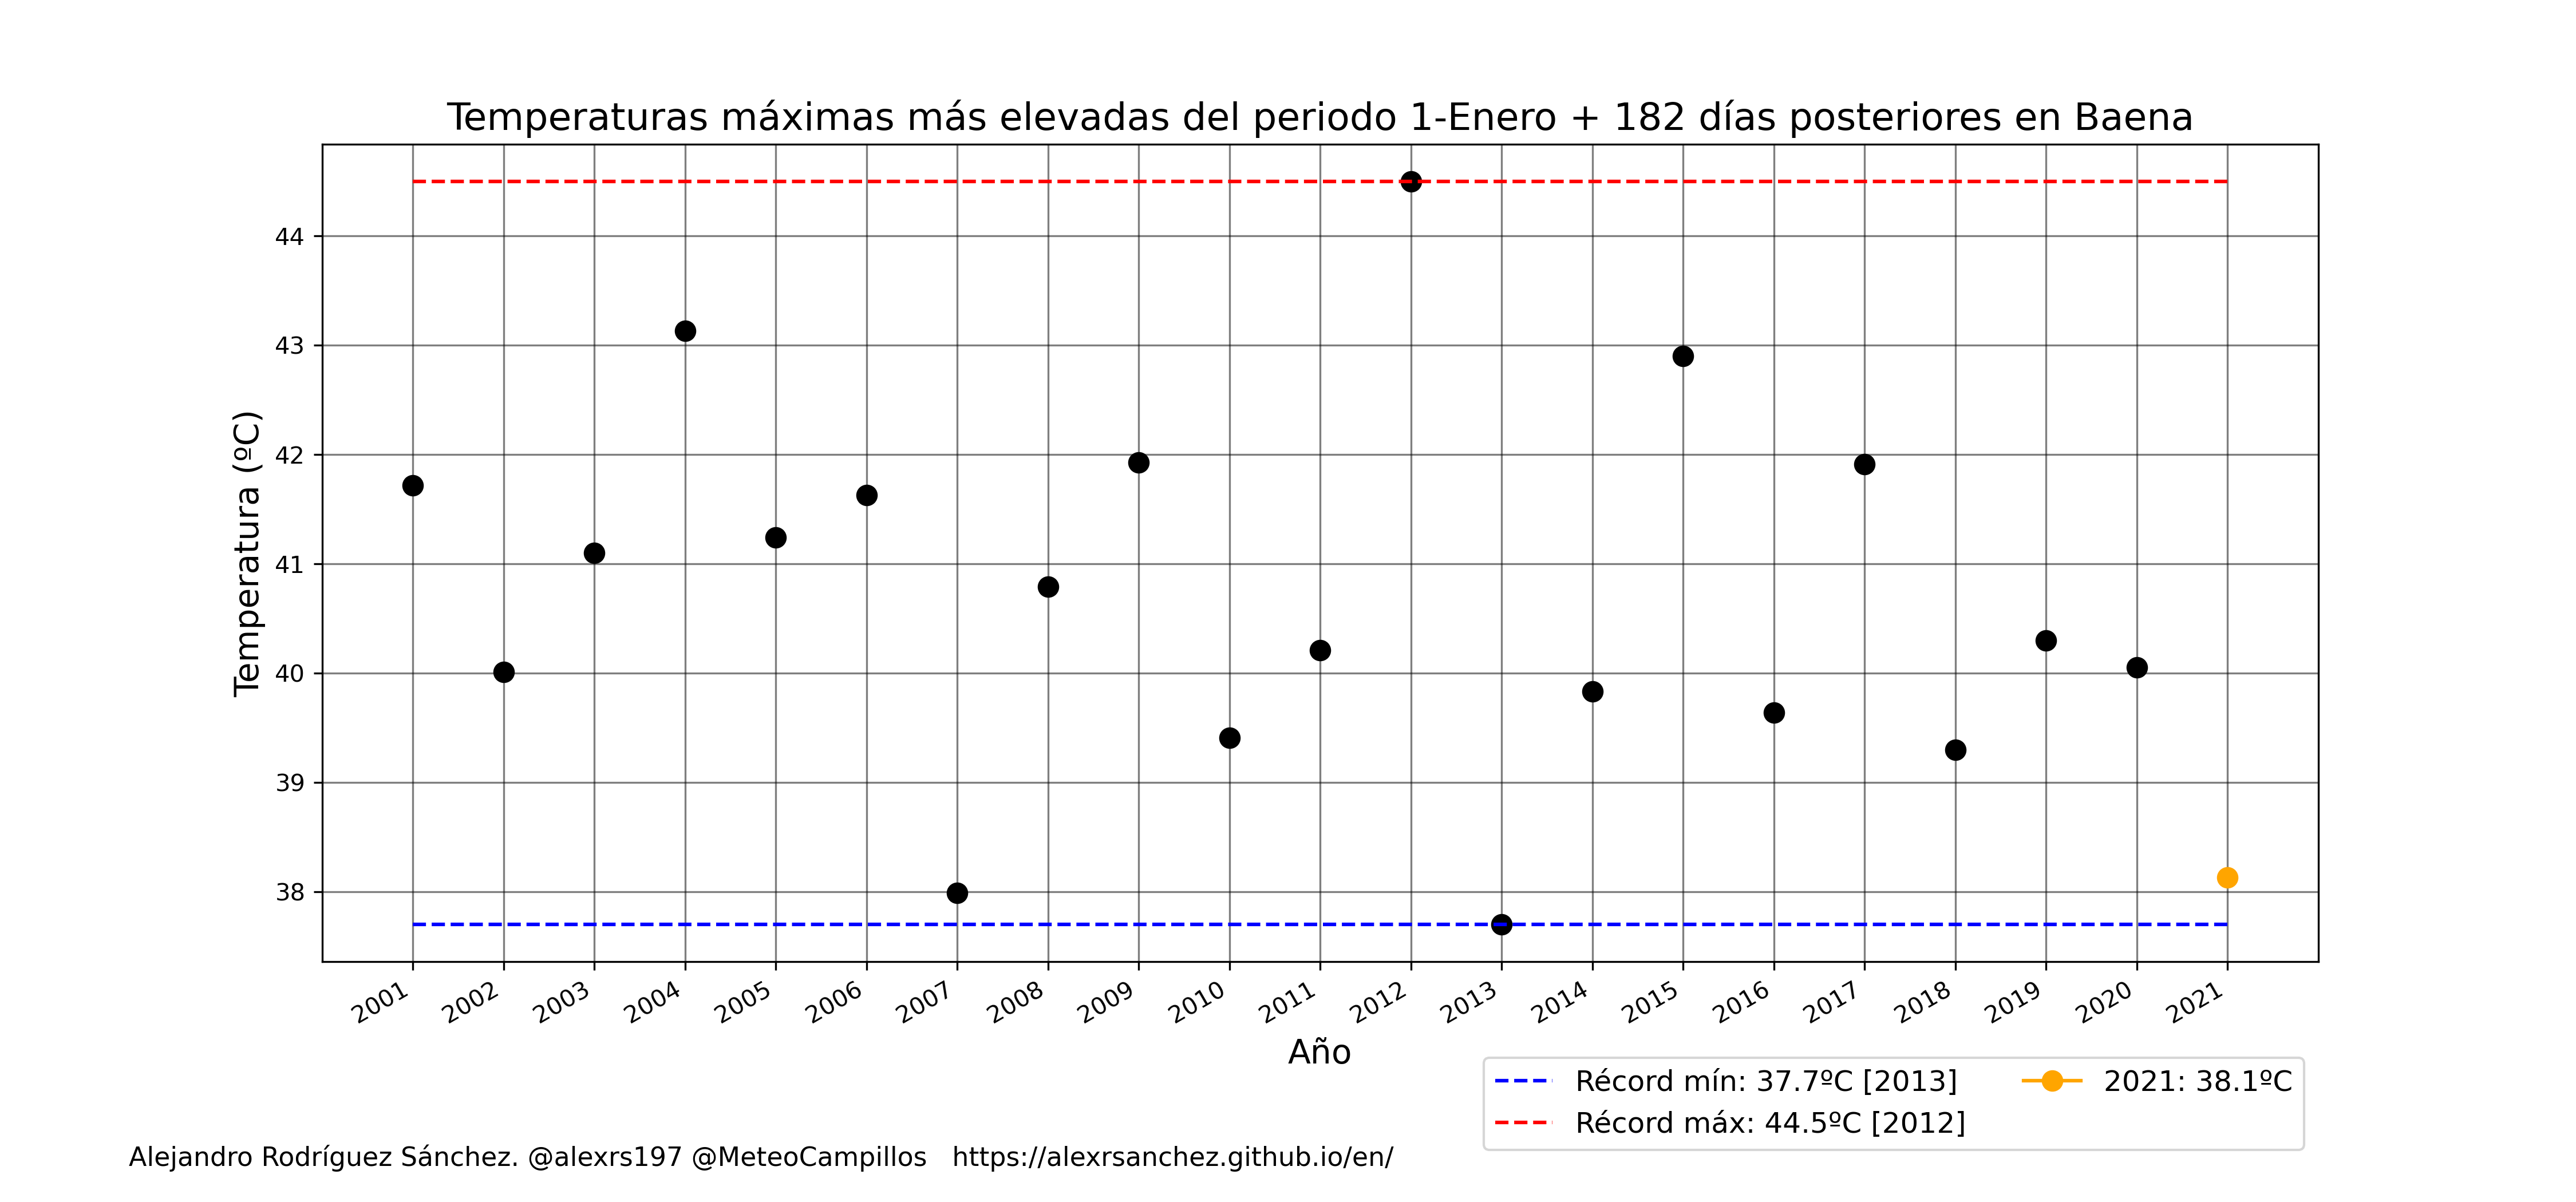 Temperaturas máximas más elevadas del periodo 1-Enero + 182 días posteriores en Baena
Temperatura (ºC)
44
43
42
41
40
39
38
2001 2002 2003 2004 2005 2006 2007 2008 2009 2010 2011 2012 2013 2014 2015 2016 2017 2018 2019 2020 2021
Año
Récord mín: 37.7ºC [2013]
Récord máx: 44.5ºC [2012]
2021: 38.1ºC
Alejandro Rodríguez Sánchez. @alexrs197 @MeteoCampillos https://alexrsanchez.github.io/en/